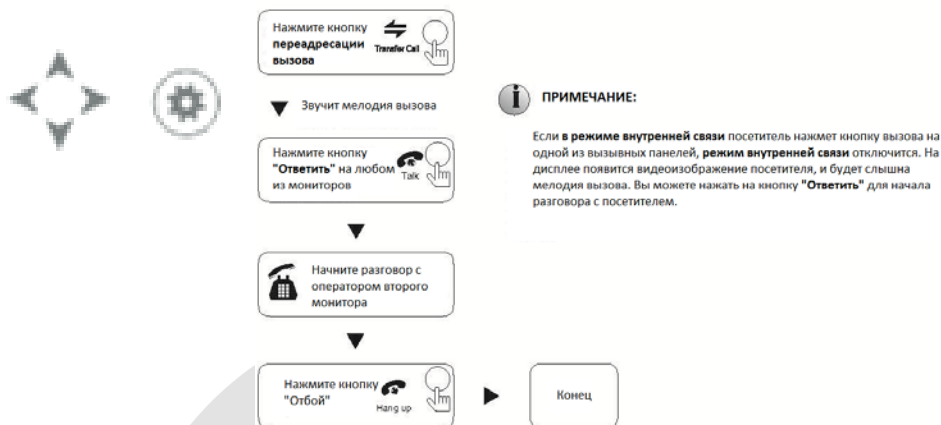 Нажмите кнопку
переадресации
вызова
Transfer Call
Звучит мелодия вызова
Нажмите кнопку
"Ответить" на любом
из мониторов
Talk
Начните разговор с
оператором второго
монитора
Нажмите кнопку
"Отбой"
Hang up
Конец
i ПРИМЕЧАНИЕ:
Если в режиме внутренней связи посетитель нажмет кнопку вызова на
одной из вызывных панелей, режим внутренней связи отключится. На
дисплее появится видеоизображение посетителя, и будет слышна
мелодия вызова. Вы можете нажать на кнопку "Ответить" для начала
разговора с посетителем.